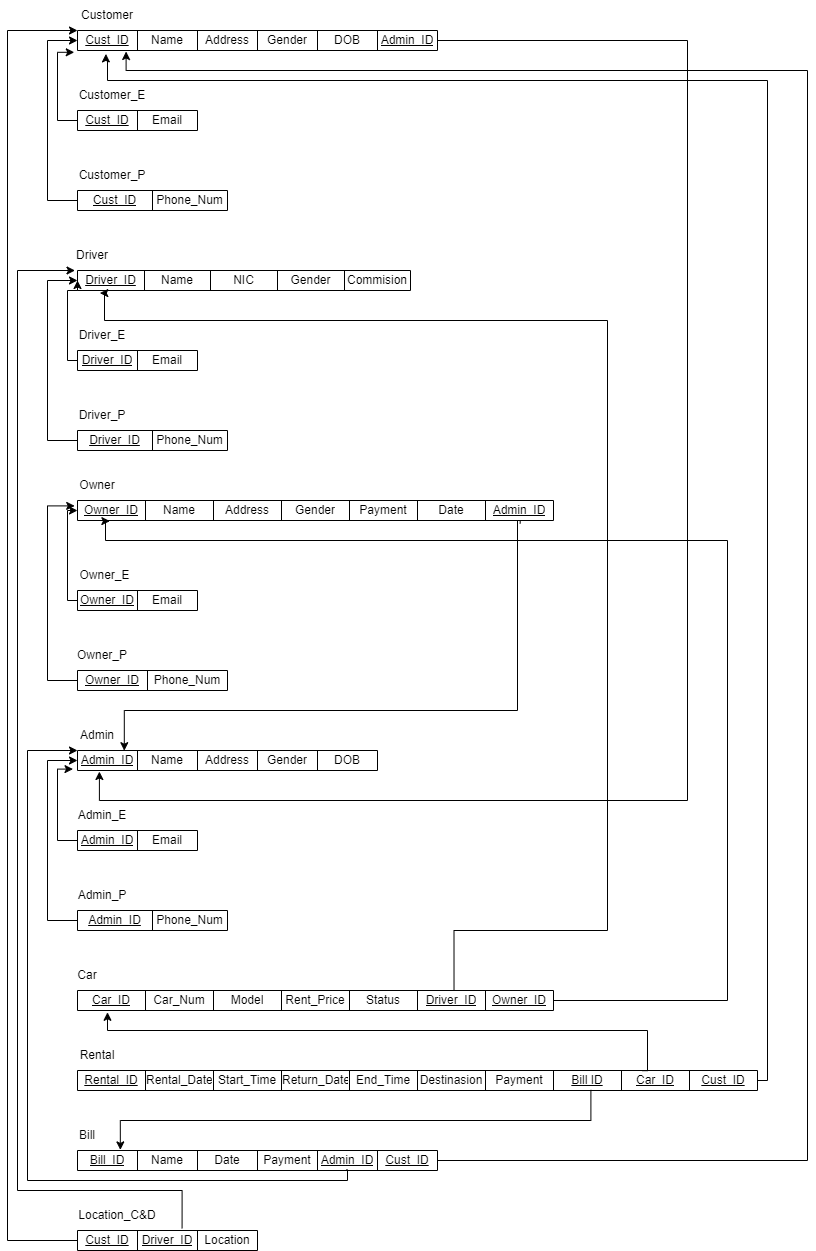 Customer
Cust_ID Name Address Gender DOB Admin_ID
Customer_E
Cust_ID Email
Customer_P
Cust_ID Phone_Num
Driver
Driver_ID Name NIC Gender Commision
Driver_E
Driver_ID Email
Driver_P
Driver_ID Phone_Num
Owner
Owner_ID Name Address Gender Payment Date Admin_ID
Owner_E
Owner_ID Email
Owner_P
Owner_ID Phone_Num
Admin
Admin_ID Name Address Gender DOB
Admin_E
Admin_ID Email
Admin_P
Admin_ID Phone_Num
Car
Car_ID Car_Num Model Rent_Price Status Driver_ID Owner_ID
Rental
Rental_ID Rental_Date Start_Time Return_Date End_Time Destinasion Payment Bill ID Car_ID Cust_ID
Bill
Bill_ID Name Date Payment Admin_ID Cust_ID
Location_C&D
Cust_ID Driver_ID Location